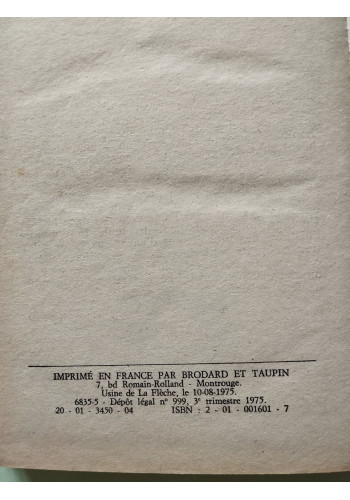 IMPRIMÉ EN FRANCE PAR BRODARD ET TAUPIN
7, bd Romain-Rolland - Montrouge.
Usine de La Flèche, le 10-08-1975.
6835-5 - Dépôt légal n° 999, 3e trimestre 1975.
20 - 01 - 3450 - 04 ISBN : 2 - 01 - 001601 - 7